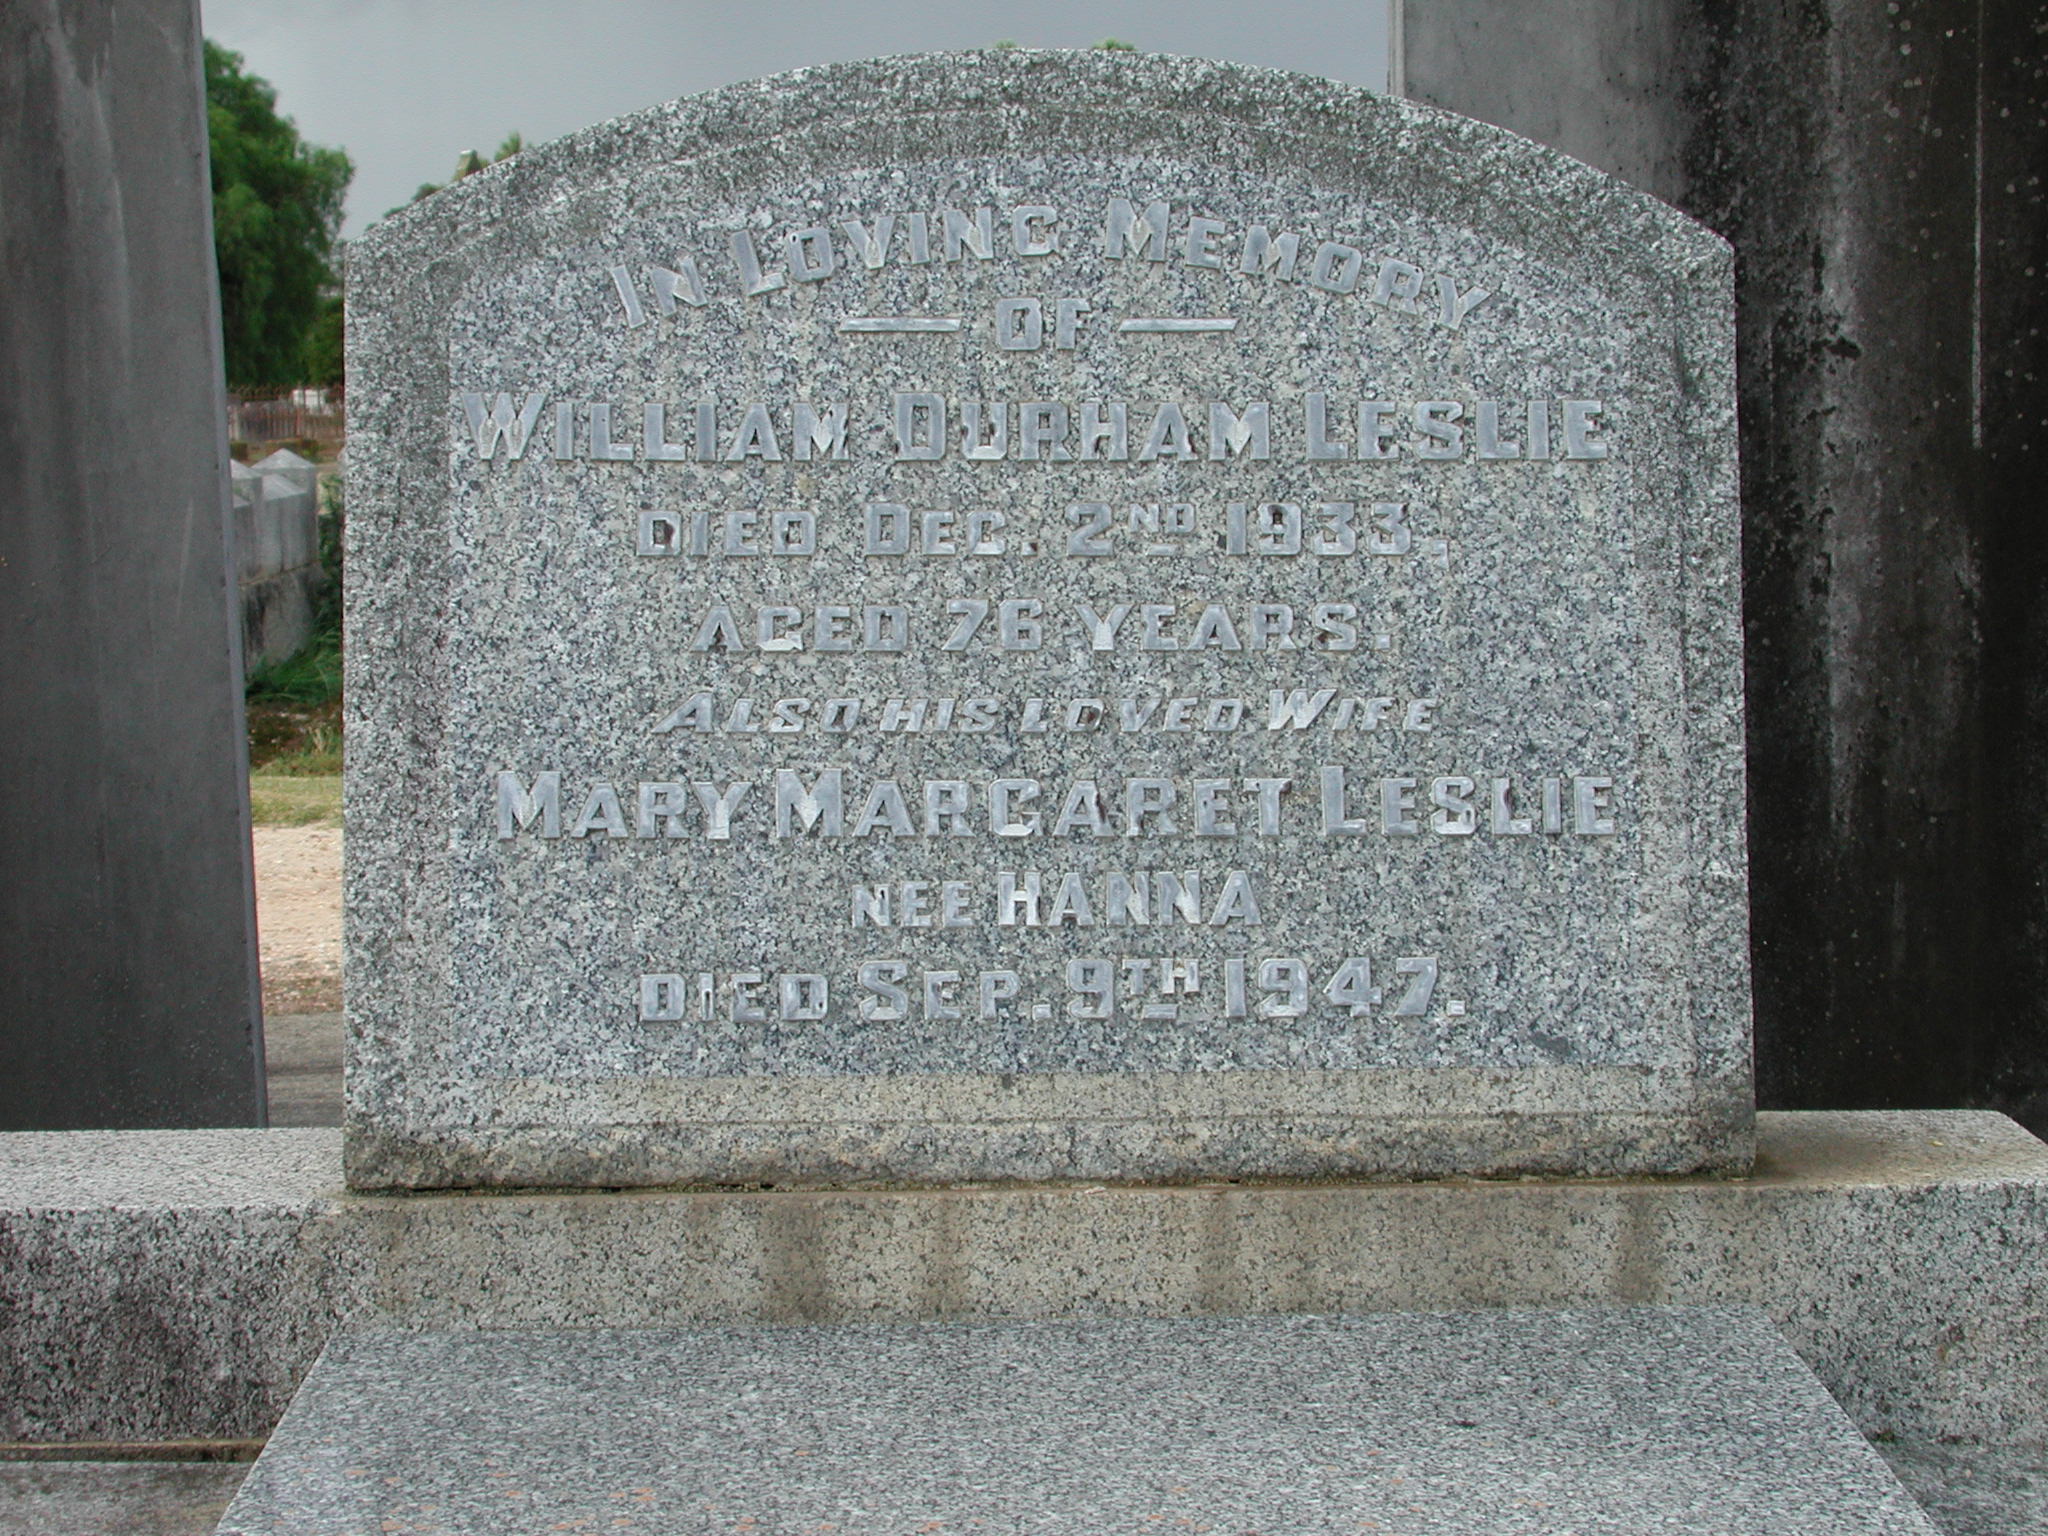 IN LOVING MEMORY
— OF —
WILLIAM DURHAM LESLIE
DIED DEC. 2ND 1933,
AGED 76 YEARS.
ALSO HIS LOVED WIFE
MARY MARGARET LESLIE
NEE HANNA
DIED SEP. 9TH 1947.